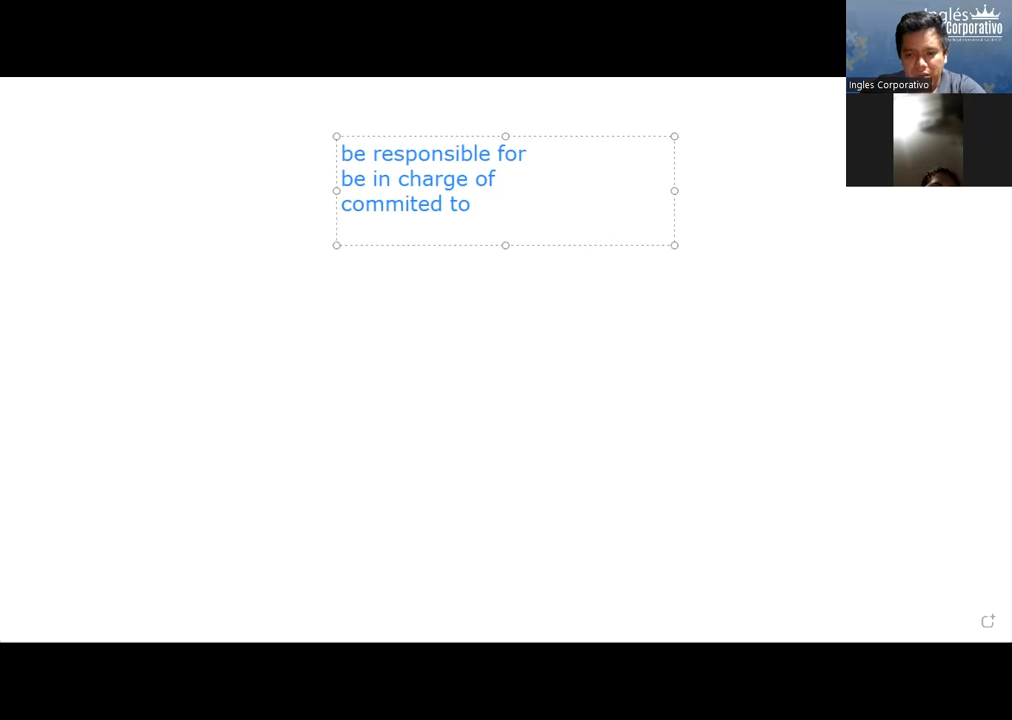 be responsible for
be in charge of
commited to
Inglés
Corporativo
Ingles Corporativo